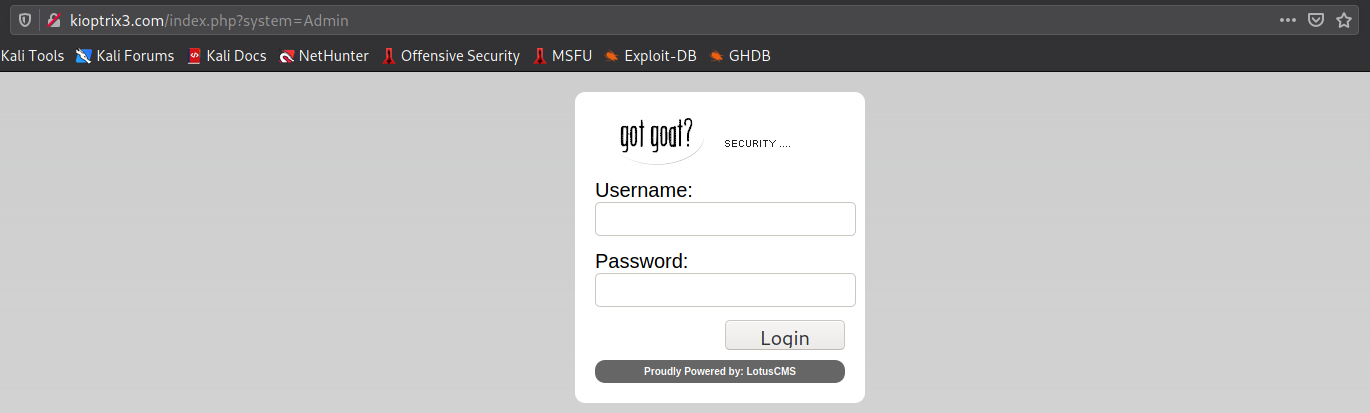 kioptrix3.com/index.php?system=Admin
Kali Tools Kali Forums Kali Docs NetHunter Offensive Security MSFU Exploit-DB GHDB
got goat? SECURITY ....
Username:
Password:
Login
Proudly Powered by: LotusCMS